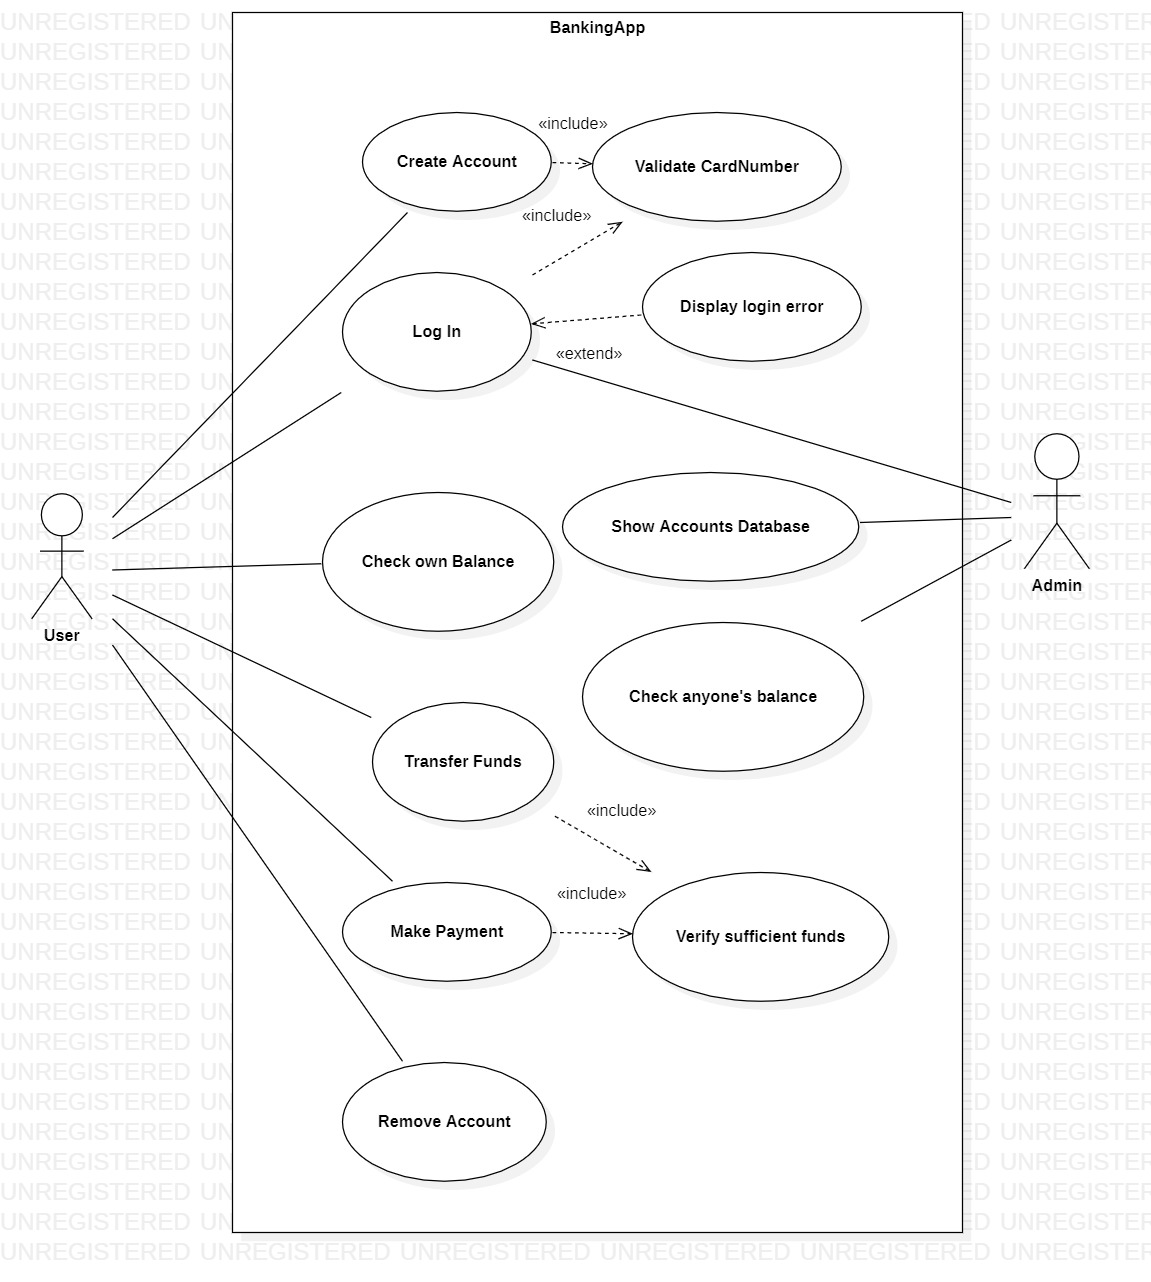 BankingApp
«include»
Create Account
Validate CardNumber
«include»
Display login error
Log In
«extend»
Show Accounts Database
Check own Balance
Admin
User
Check anyone's balance
Transfer Funds
«include»
«include»
Make Payment
Verify sufficient funds
Remove Account
UNREGISTERED UNREGISTERED UNREGISTERED UNREGISTERED UNREGISTERED UNREGISTERED